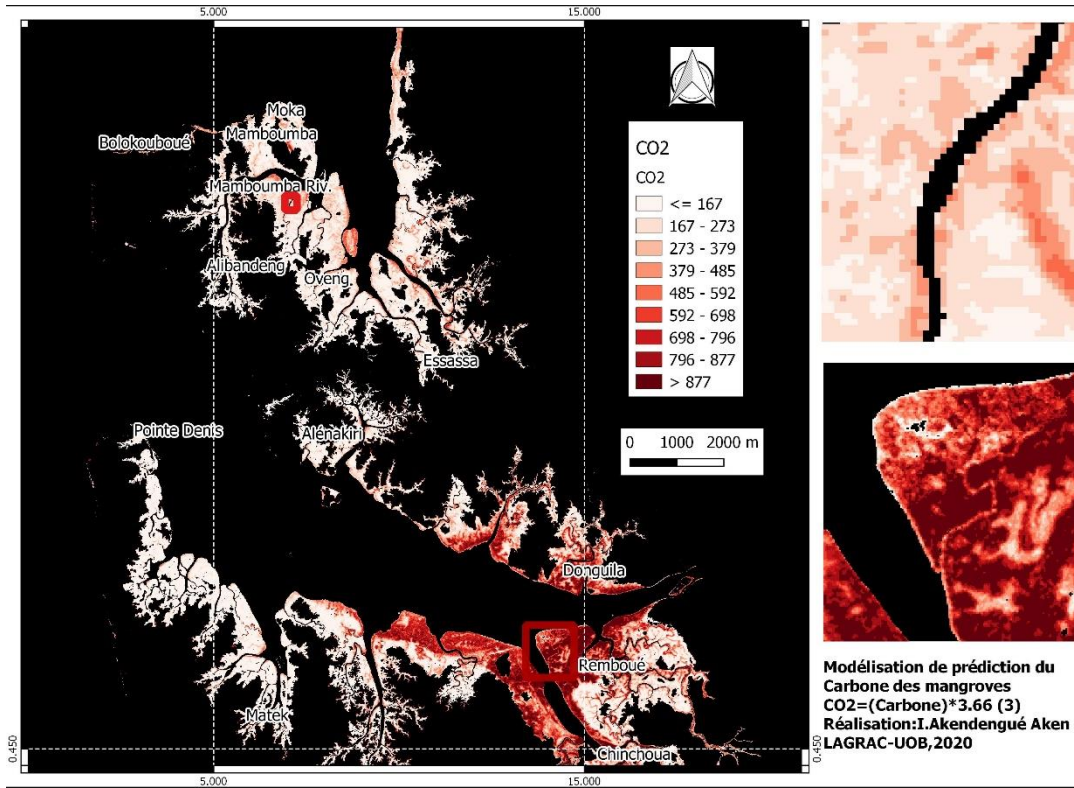 5.000 15.000
Moka
Mamboumba
Bolokouboué
Mamboumba Riv.
Alibandeng
Oveng
Essassa
CO2
CO2
<= 167
167 - 273
273 - 379
379 - 485
485 - 592
592 - 698
698 - 796
796 - 877
> 877
0 1000 2000 m
Pointe Denis
Alénakiri
Donguila
Remboué
Matek
Chinchoua
0.450 0.450
5.000 15.000
Modélisation de prédiction du
Carbone des mangroves
CO2=(Carbone)*3.66 (3)
Réalisation:I.Akendengué Aken
LAGRAC-UOB,2020